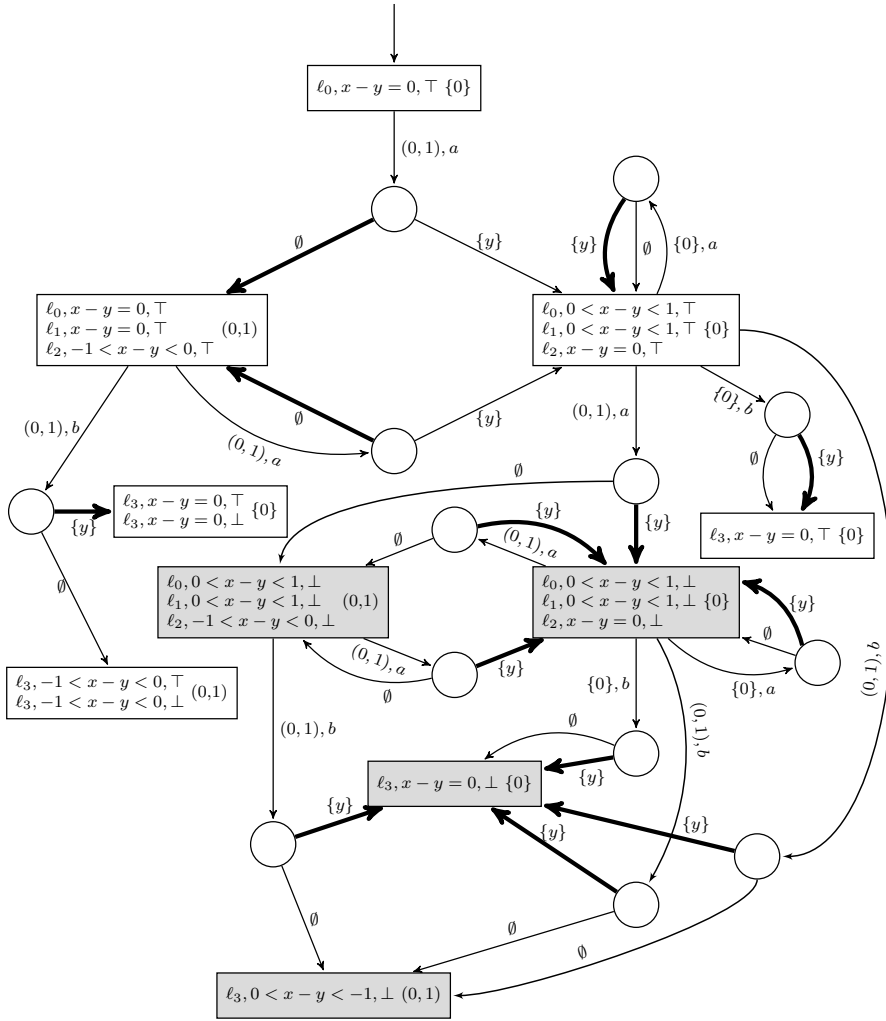 ℓ₀, x − y = 0, ⊤ {0}
(0, 1), a
∅
{y}
{y}
∅
{0}, a
ℓ₀, x − y = 0, ⊤
ℓ₁, x − y = 0, ⊤ (0,1)
ℓ₂, −1 < x − y < 0, ⊤
ℓ₀, 0 < x − y < 1, ⊤
ℓ₁, 0 < x − y < 1, ⊤ {0}
ℓ₂, x − y = 0, ⊤
(0, 1), b
(0, 1), a
∅
{y}
(0, 1), a
{0}, b
∅
{y}
{y}
ℓ₃, x − y = 0, ⊤
ℓ₃, x − y = 0, ⊥ {0}
∅
∅
{y}
ℓ₃, x − y = 0, ⊤ {0}
{y}
∅
(0, 1), a
ℓ₀, 0 < x − y < 1, ⊥
ℓ₁, 0 < x − y < 1, ⊥ (0,1)
ℓ₂, −1 < x − y < 0, ⊥
ℓ₀, 0 < x − y < 1, ⊥
ℓ₁, 0 < x − y < 1, ⊥ {0}
ℓ₂, x − y = 0, ⊥
{y}
∅
{0}, a
(0, 1), b
(0, 1), a
{y}
∅
ℓ₃, −1 < x − y < 0, ⊤
ℓ₃, −1 < x − y < 0, ⊥ (0,1)
(0, 1), b
{0}, b
(0, 1), b
∅
{y}
ℓ₃, x − y = 0, ⊥ {0}
{y}
{y}
{y}
∅
∅
∅
ℓ₃, 0 < x − y < −1, ⊥ (0, 1)